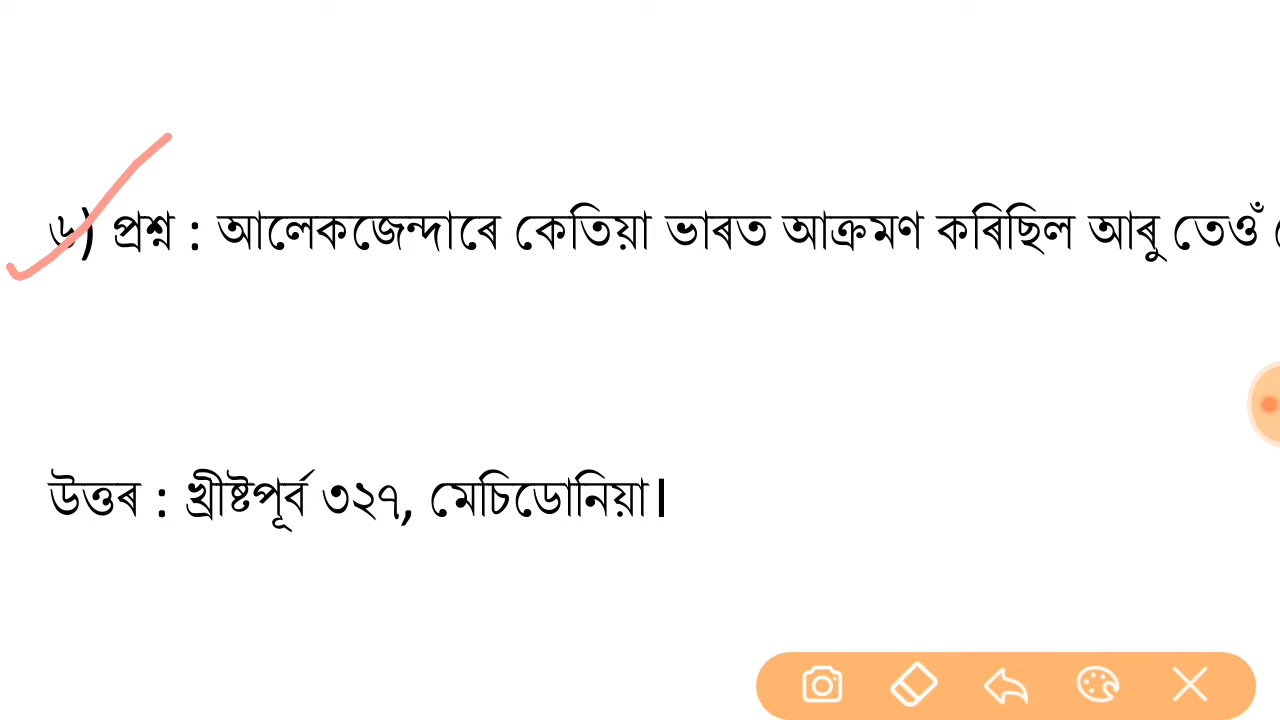 ৬) প্ৰশ্ন : আলেকজেন্দাৰে কেতিয়া ভাৰত আক্ৰমণ কৰিছিল আৰু তেওঁ
উত্তৰ : খ্ৰীষ্টপূৰ্ব ৩২৭, মেচিডোনিয়া।